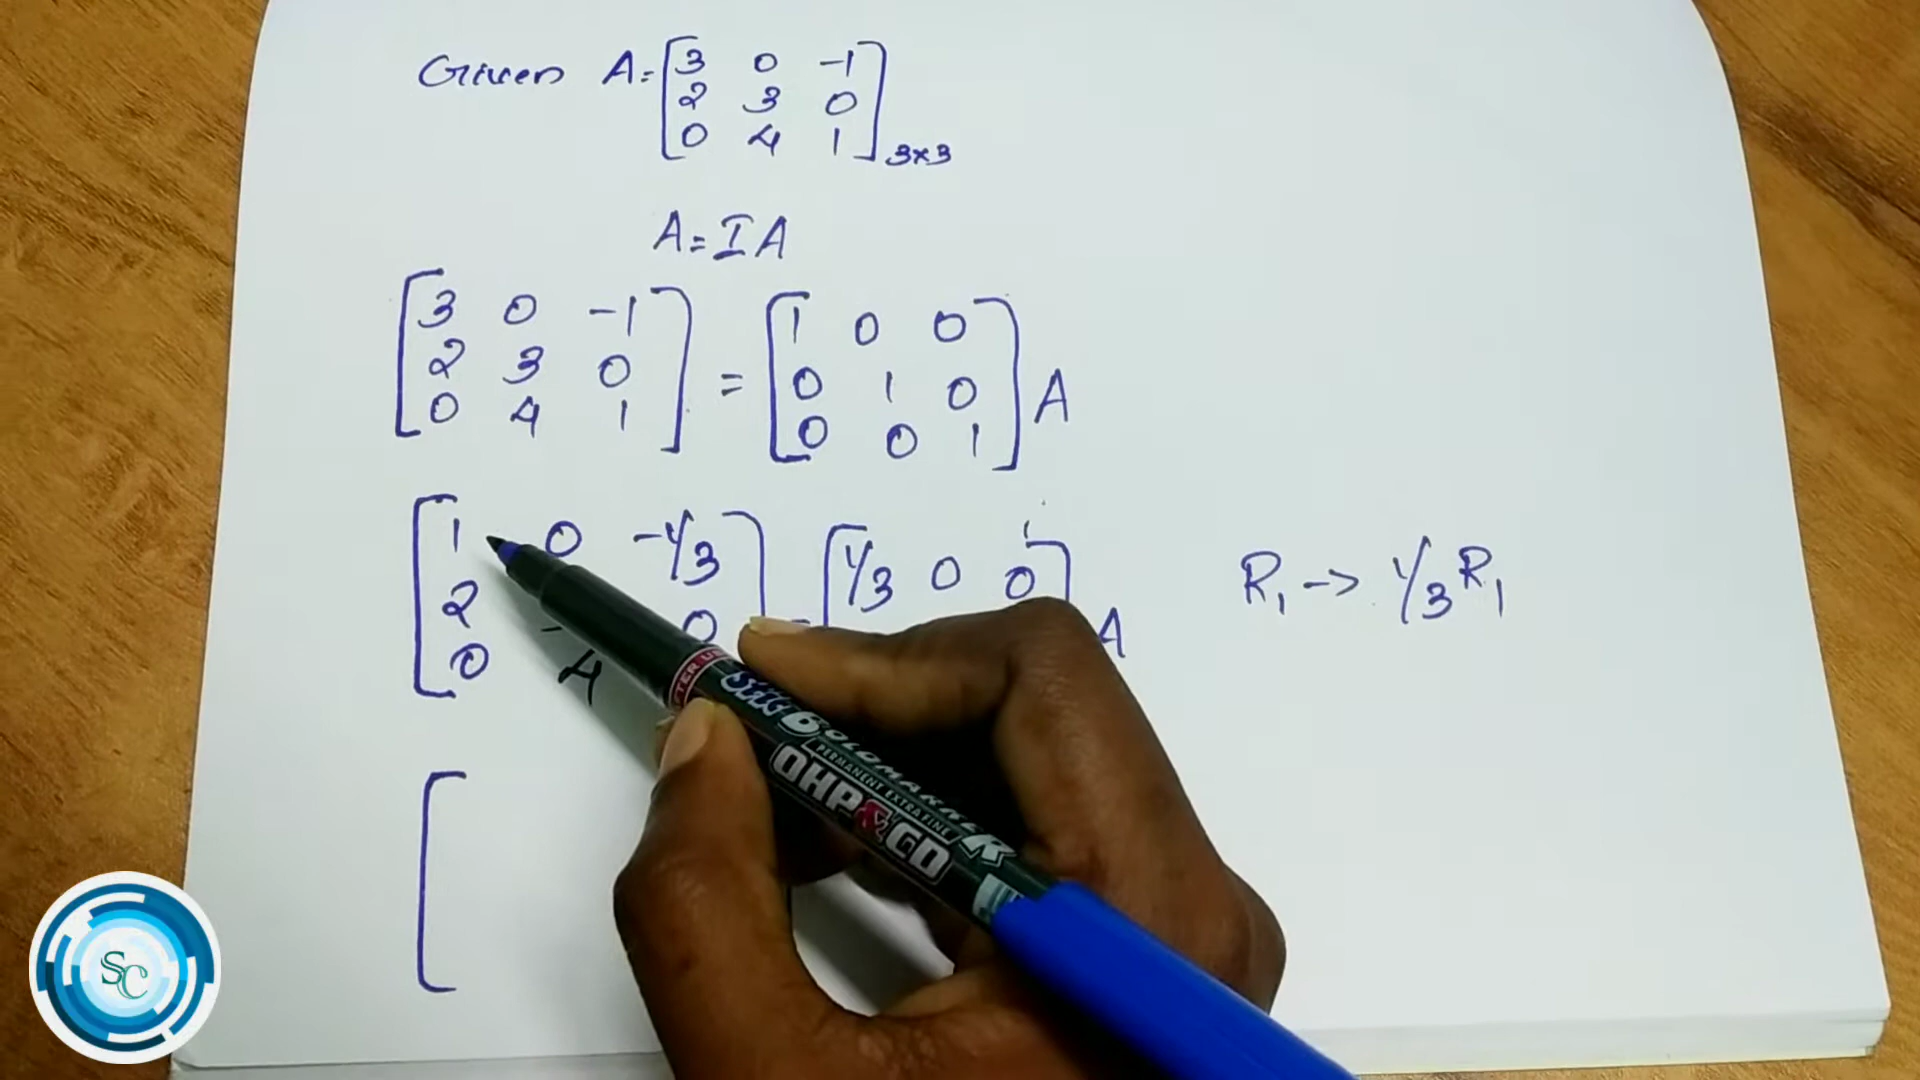 Given A = [3 0 -1
2 3 0
0 4 1] 3×3
A = IA
[3 0 -1
2 3 0
0 4 1] = [1 0 0
0 1 0
0 0 1] A
[1 0 -1/3
2 0
0 4 = [1/3 0 0
A
R₁ -> 1/3 R₁
[
SC
OHP&CD
PERMANENT EXTRAFINE